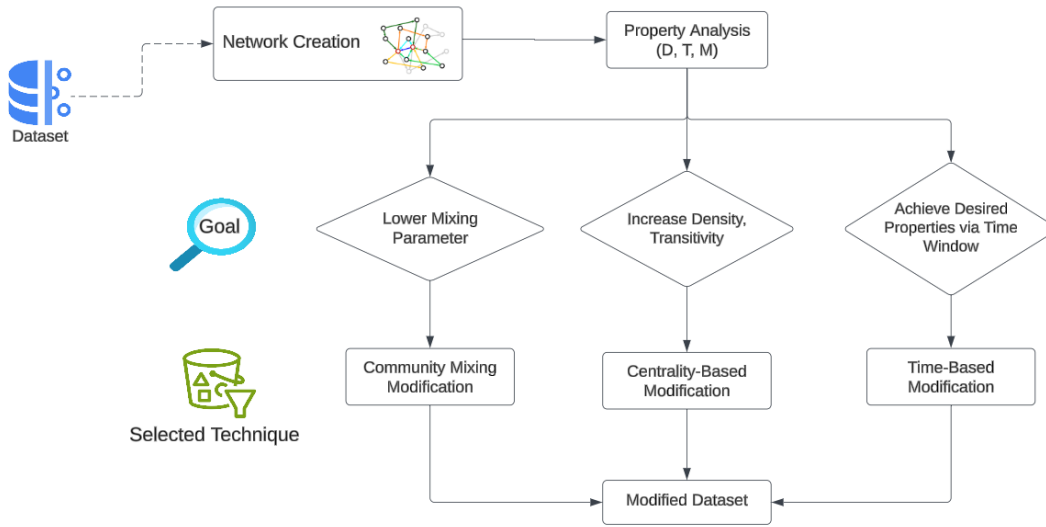 Network Creation
Property Analysis
(D, T, M)
Dataset
Goal
Lower Mixing
Parameter
Increase Density,
Transitivity
Achieve Desired
Properties via Time
Window
Selected Technique
Community Mixing
Modification
Centrality-Based
Modification
Time-Based
Modification
Modified Dataset